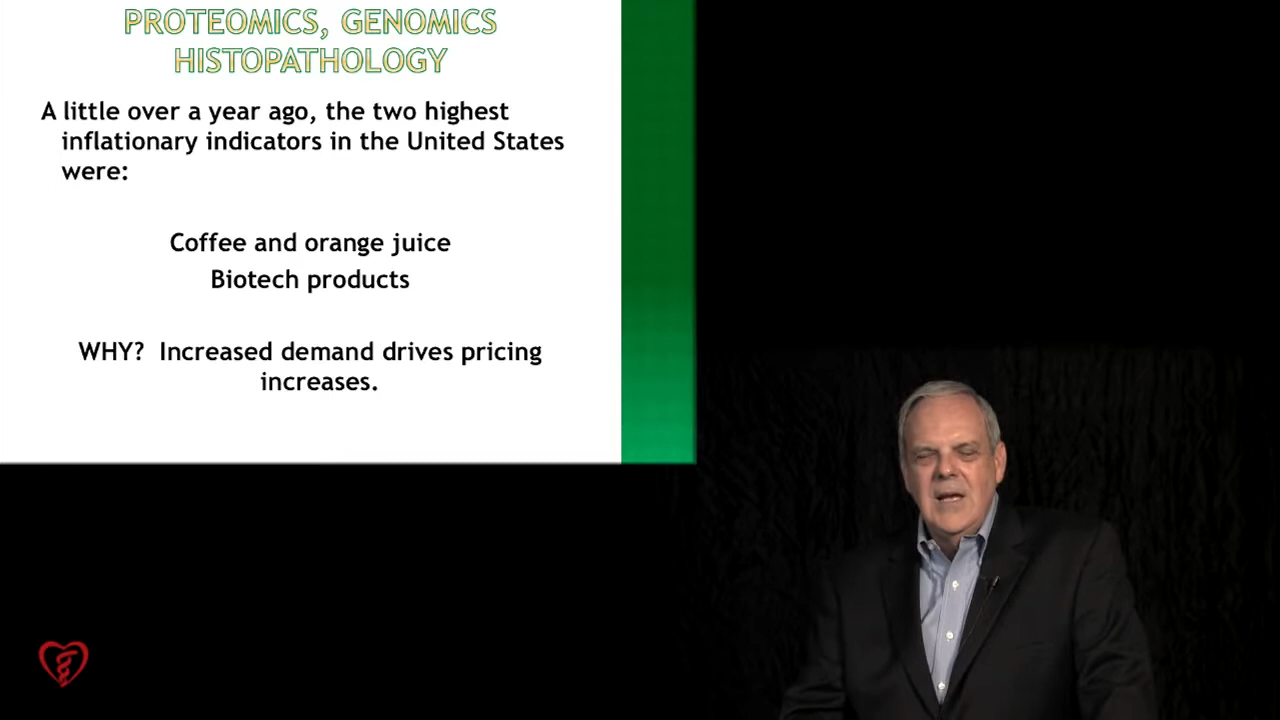 PROTEOMICS, GENOMICS
HISTOPATHOLOGY
A little over a year ago, the two highest
inflationary indicators in the United States
were:
Coffee and orange juice
Biotech products
WHY?  Increased demand drives pricing
increases.